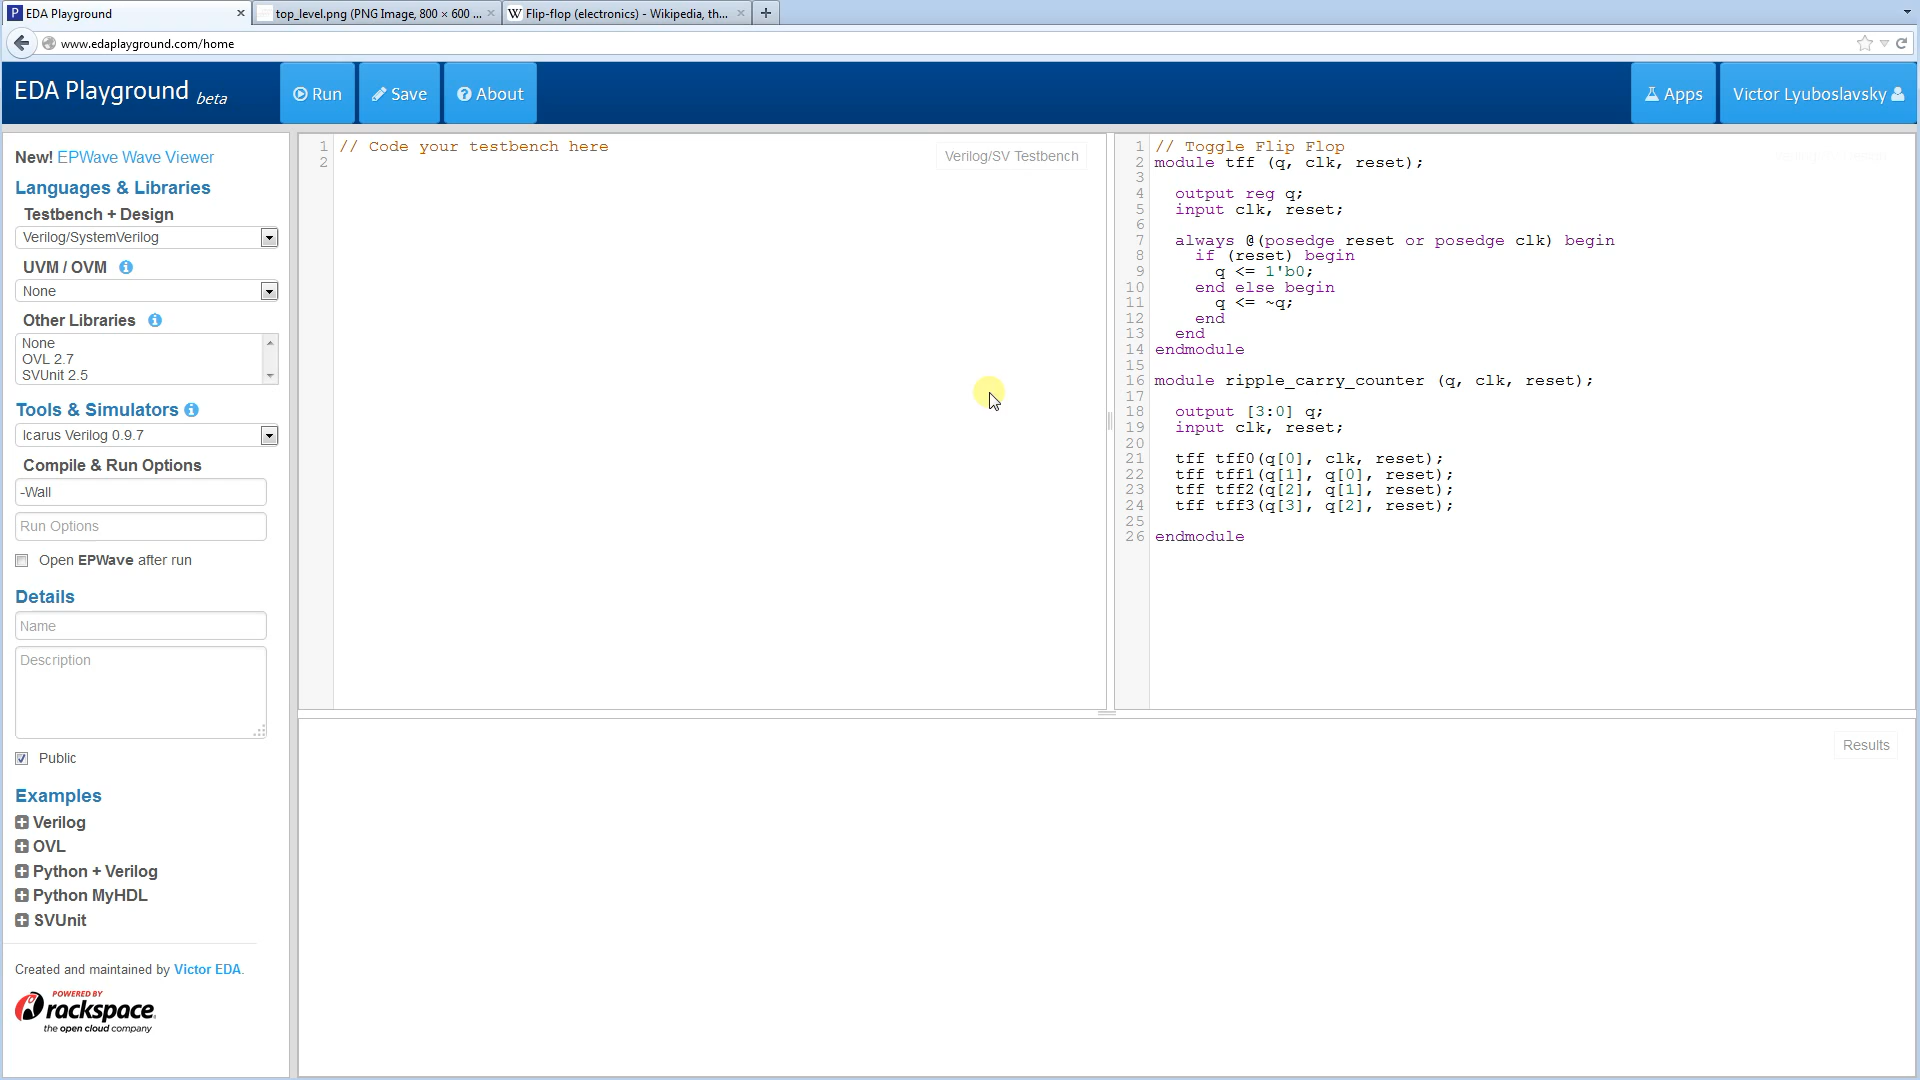 EDA Playground
top_level.png (PNG Image, 800 × 600 ...
Flip-flop (electronics) - Wikipedia, th...
www.edaplayground.com/home
EDA Playground beta
Run
Save
About
Apps
Victor Lyuboslavsky
New! EPWave Wave Viewer
Languages & Libraries
Testbench + Design
Verilog/SystemVerilog
UVM / OVM
None
Other Libraries
None
OVL 2.7
SVUnit 2.5
Tools & Simulators
Icarus Verilog 0.9.7
Compile & Run Options
-Wall
Run Options
Open EPWave after run
Details
Name
Description
Public
Examples
Verilog
OVL
Python + Verilog
Python MyHDL
SVUnit
Created and maintained by Victor EDA.
POWERED BY
rackspace.
the open cloud company
1 // Code your testbench here
2
Verilog/SV Testbench
1 // Toggle Flip Flop
2 module tff (q, clk, reset);
3
4 output reg q;
5 input clk, reset;
6
7 always @(posedge reset or posedge clk) begin
8 if (reset) begin
9 q <= 1'b0;
10 end else begin
11 q <= ~q;
12 end
13 end
14 endmodule
15
16 module ripple_carry_counter (q, clk, reset);
17
18 output [3:0] q;
19 input clk, reset;
20
21 tff tff0(q[0], clk, reset);
22 tff tff1(q[1], q[0], reset);
23 tff tff2(q[2], q[1], reset);
24 tff tff3(q[3], q[2], reset);
25
26 endmodule
Results